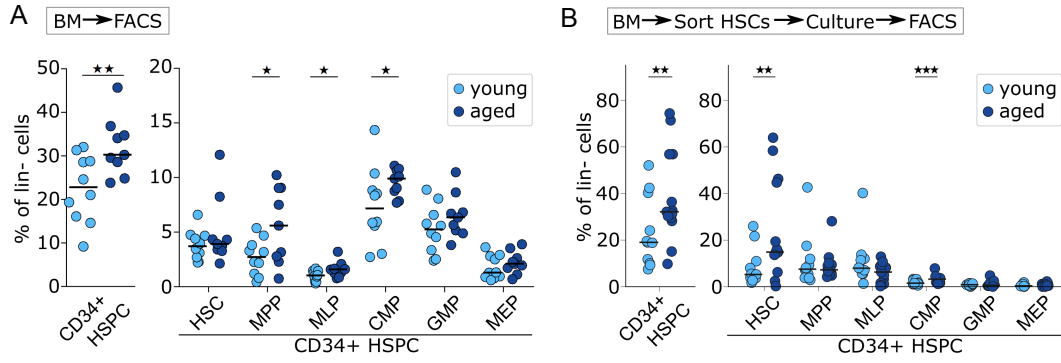 A
BM→FACS
% of lin- cells
50
40
30
20
10
0
★★
CD34+
HSPC
20
15
10
5
0
★
★
★
young
aged
HSC
MPP
MLP
CMP
GMP
MEP
CD34+ HSPC
B
BM→Sort HSCs→Culture→FACS
% of lin- cells
80
60
40
20
0
★★
CD34+
HSPC
80
60
40
20
0
★★
★★★
young
aged
HSC
MPP
MLP
CMP
GMP
MEP
CD34+ HSPC